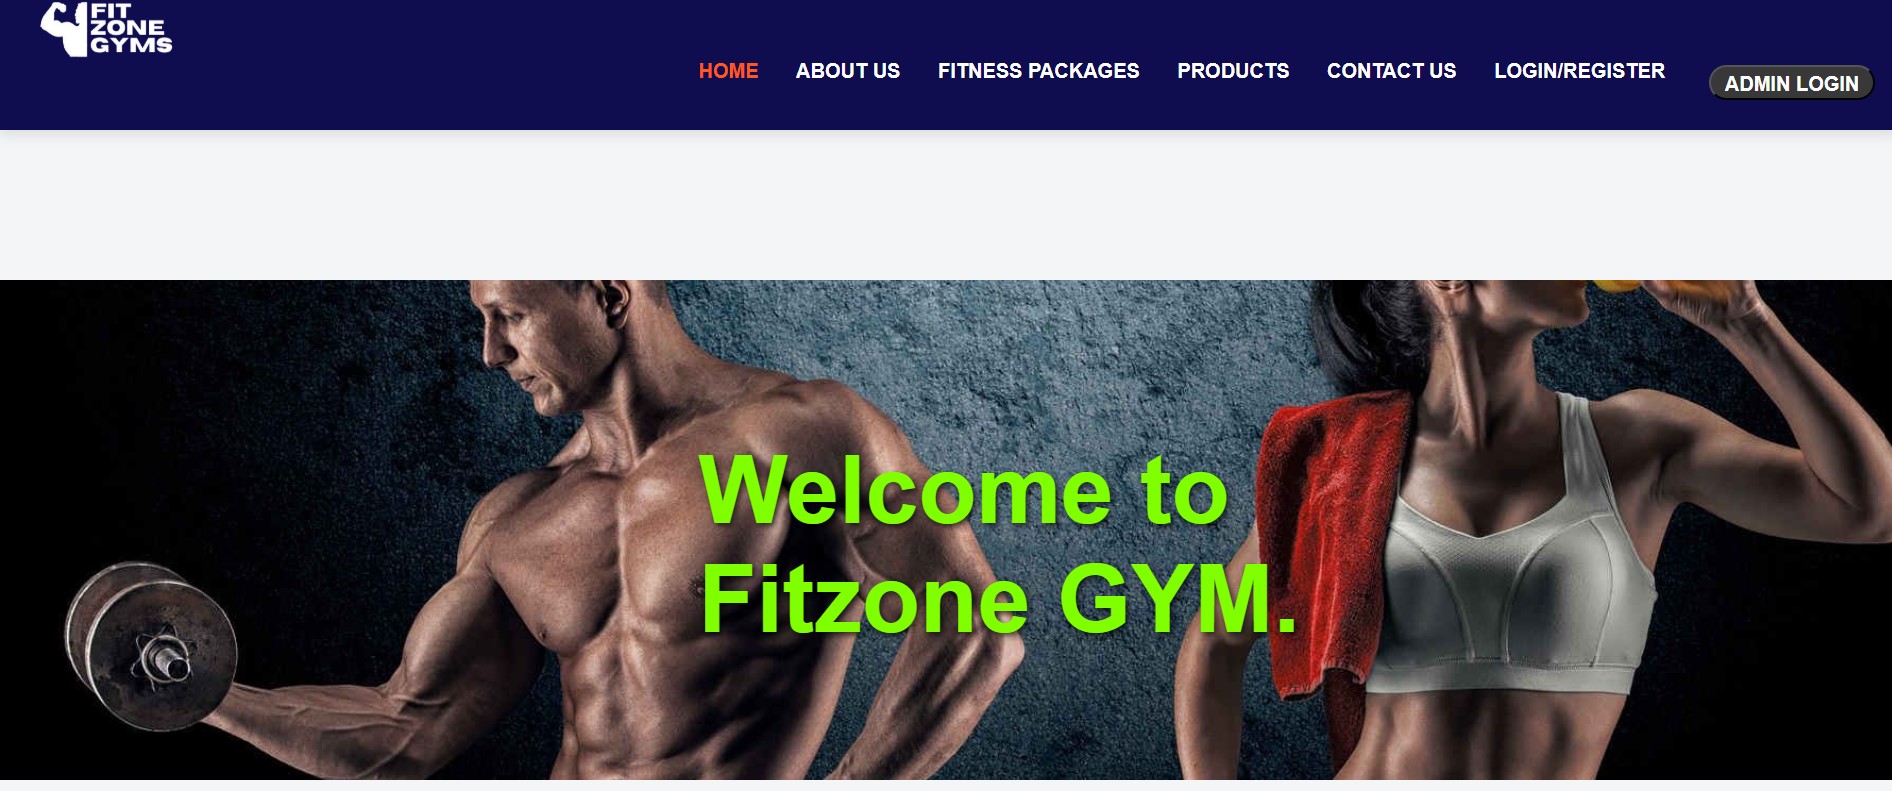 FIT
ZONE
GYMS
HOME ABOUT US FITNESS PACKAGES PRODUCTS CONTACT US LOGIN/REGISTER ADMIN LOGIN
Welcome to
Fitzone GYM.